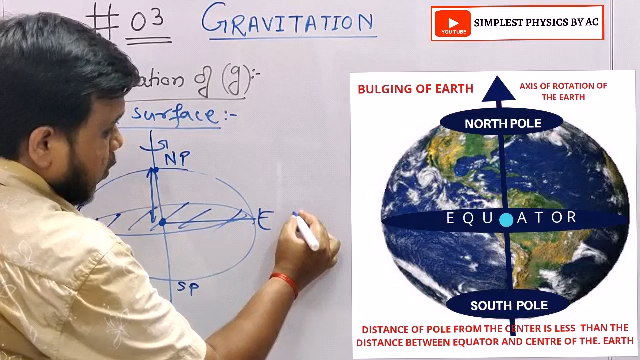 # 03 GRAVITATION
YouTube
SIMPLEST PHYSICS BY AC
ation of (g):-
surface:-
NP
E
SP
BULGING OF EARTH
AXIS OF ROTATION OF
THE EARTH
NORTH POLE
EQUATOR
SOUTH POLE
DISTANCE OF POLE FROM THE CENTER IS LESS THAN THE
DISTANCE BETWEEN EQUATOR AND CENTRE OF THE. EARTH